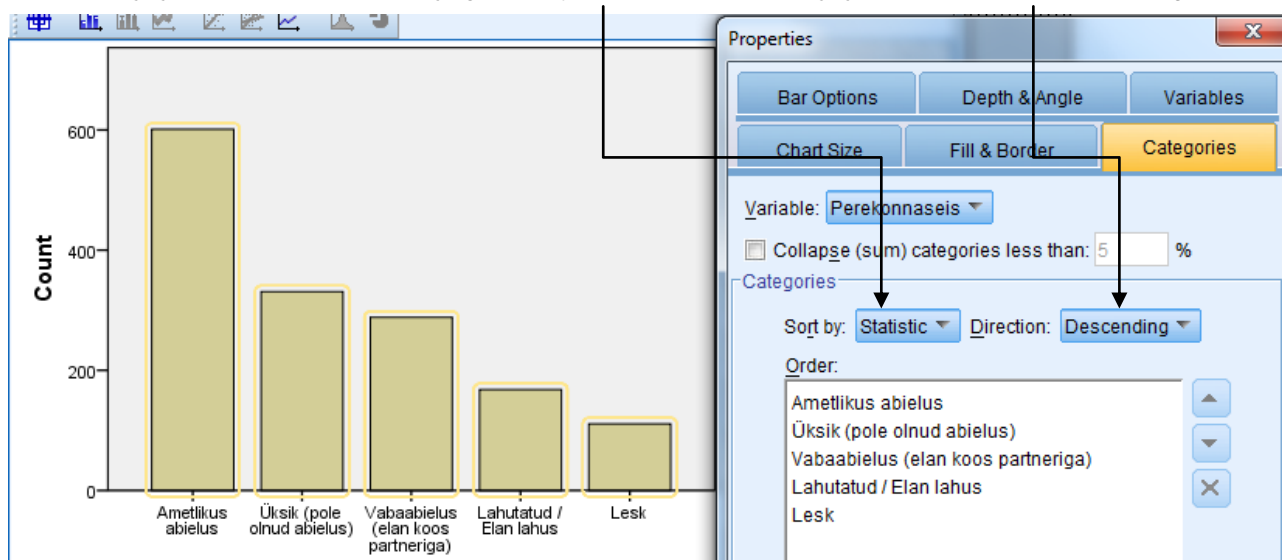 Properties
Bar Options
Depth & Angle
Variables
Chart Size
Fill & Border
Categories
Variable: Perekonnaseis
Collapse (sum) categories less than: 5 %
Categories
Sort by: Statistic Direction: Descending
Order:
Ametlikus abielus
Üksik (pole olnud abielus)
Vabaabielus (elan koos partneriga)
Lahutatud / Elan lahus
Lesk
Count
600
400
200
0
Ametlikus
abielus
Üksik (pole
olnud abielus)
Vabaabielus
(elan koos
partneriga)
Lahutatud /
Elan lahus
Lesk